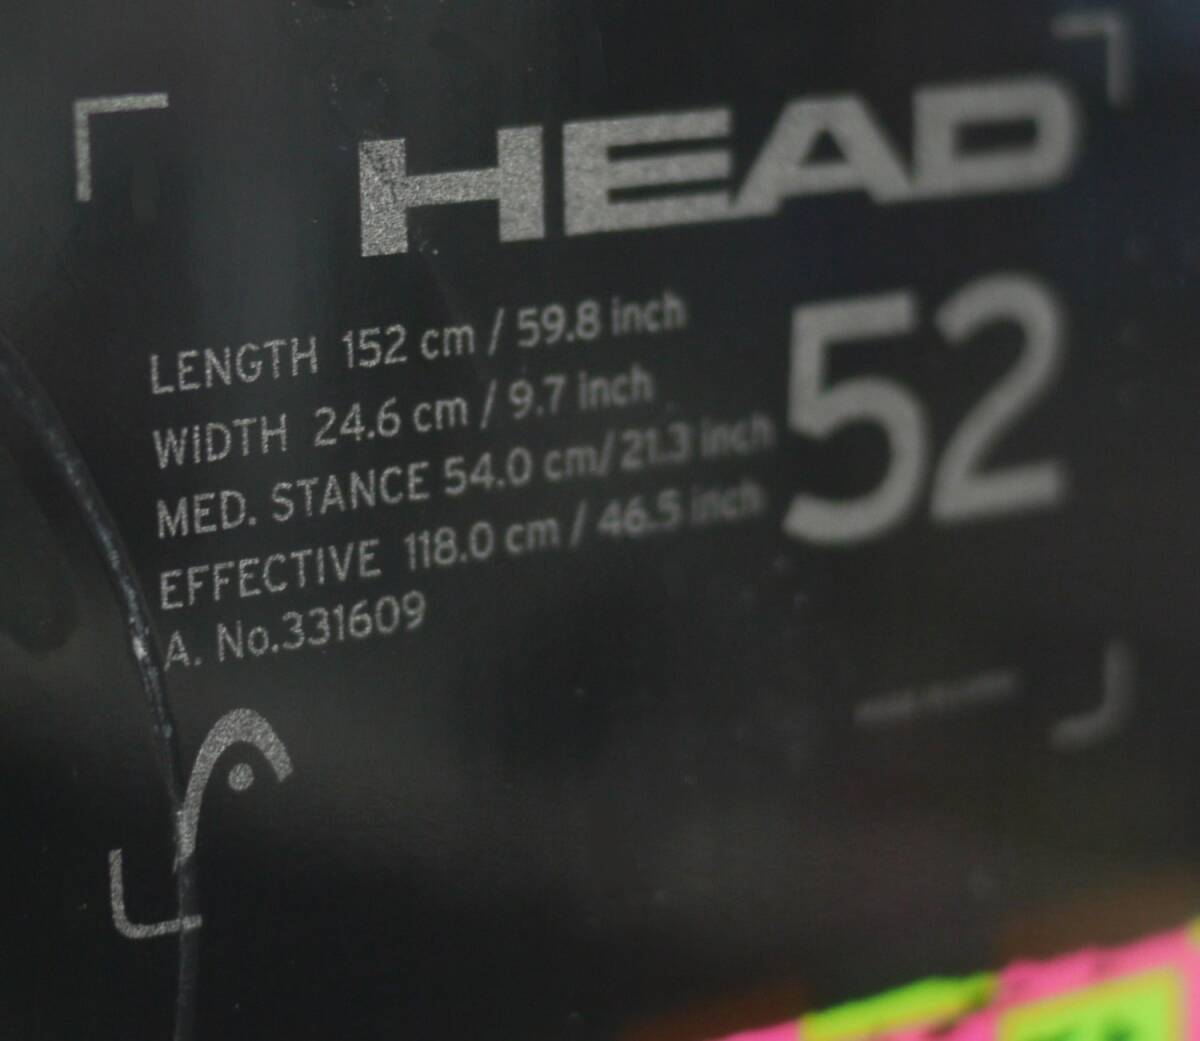 HEAD
LENGTH 152 cm / 59.8 inch
WIDTH 24.6 cm / 9.7 inch
MED. STANCE 54.0 cm/21.3 inch
EFFECTIVE 118.0 cm / 46.5 inch
A. No.331609
52